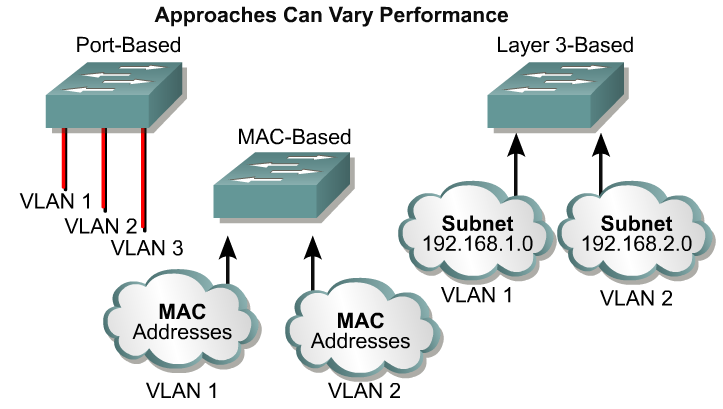 Approaches Can Vary Performance
Port-Based
VLAN 1
VLAN 2
VLAN 3
MAC-Based
MAC
Addresses
VLAN 1
MAC
Addresses
VLAN 2
Layer 3-Based
Subnet
192.168.1.0
VLAN 1
Subnet
192.168.2.0
VLAN 2